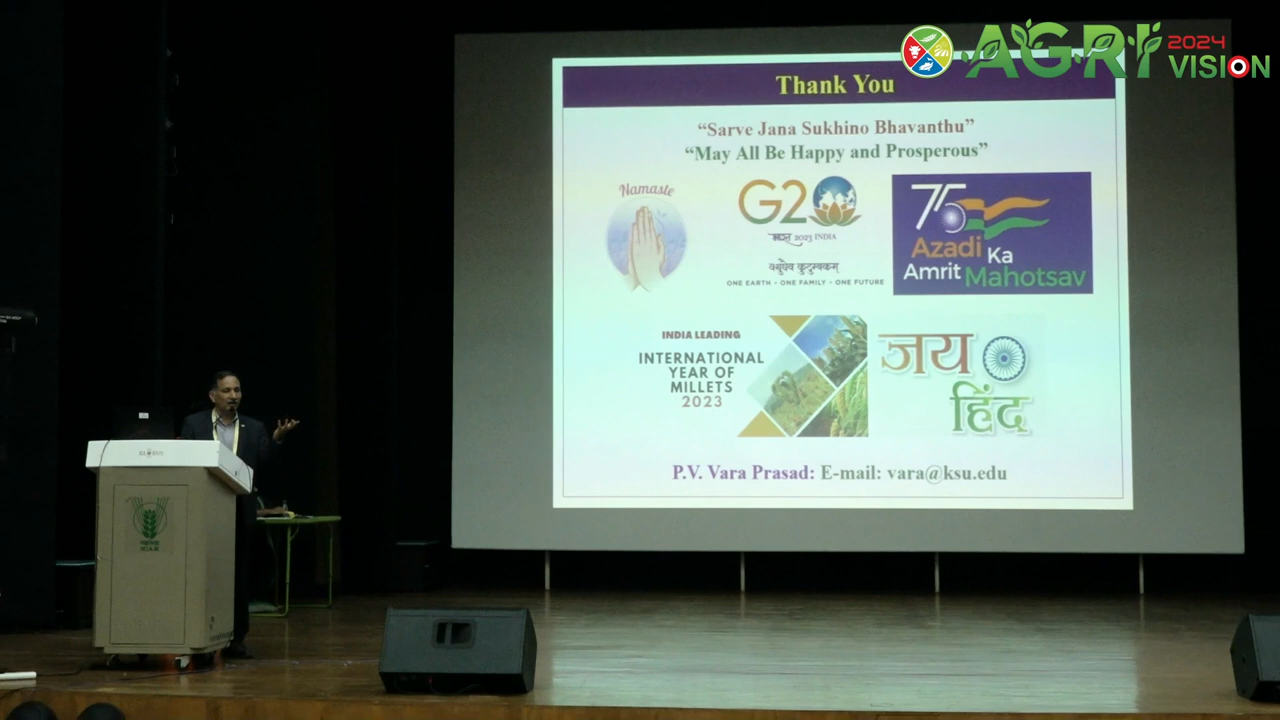 AGRI 2024
VISION
Thank You
“Sarve Jana Sukhino Bhavanthu”
“May All Be Happy and Prosperous”
Namaste
G20
भारत 2023 INDIA
वसुधैव कुटुम्बकम्
ONE EARTH • ONE FAMILY • ONE FUTURE
75
Azadi Ka
Amrit Mahotsav
INDIA LEADING
INTERNATIONAL
YEAR OF
MILLETS
2023
जय
हिंद
P.V. Vara Prasad: E-mail: vara@ksu.edu
ICAR